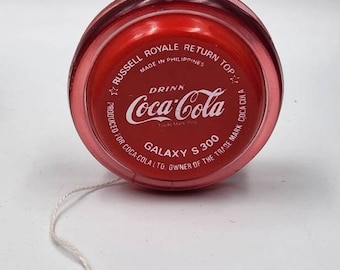 ☆ RUSSELL ROYALE RETURN TOP ☆
MADE IN PHILIPPINES
DRINK
Coca-Cola
GALAXY S 300
PRODUCED FOR COCA-COLA LTD. OWNER OF THE TRADE MARK COCA COLA